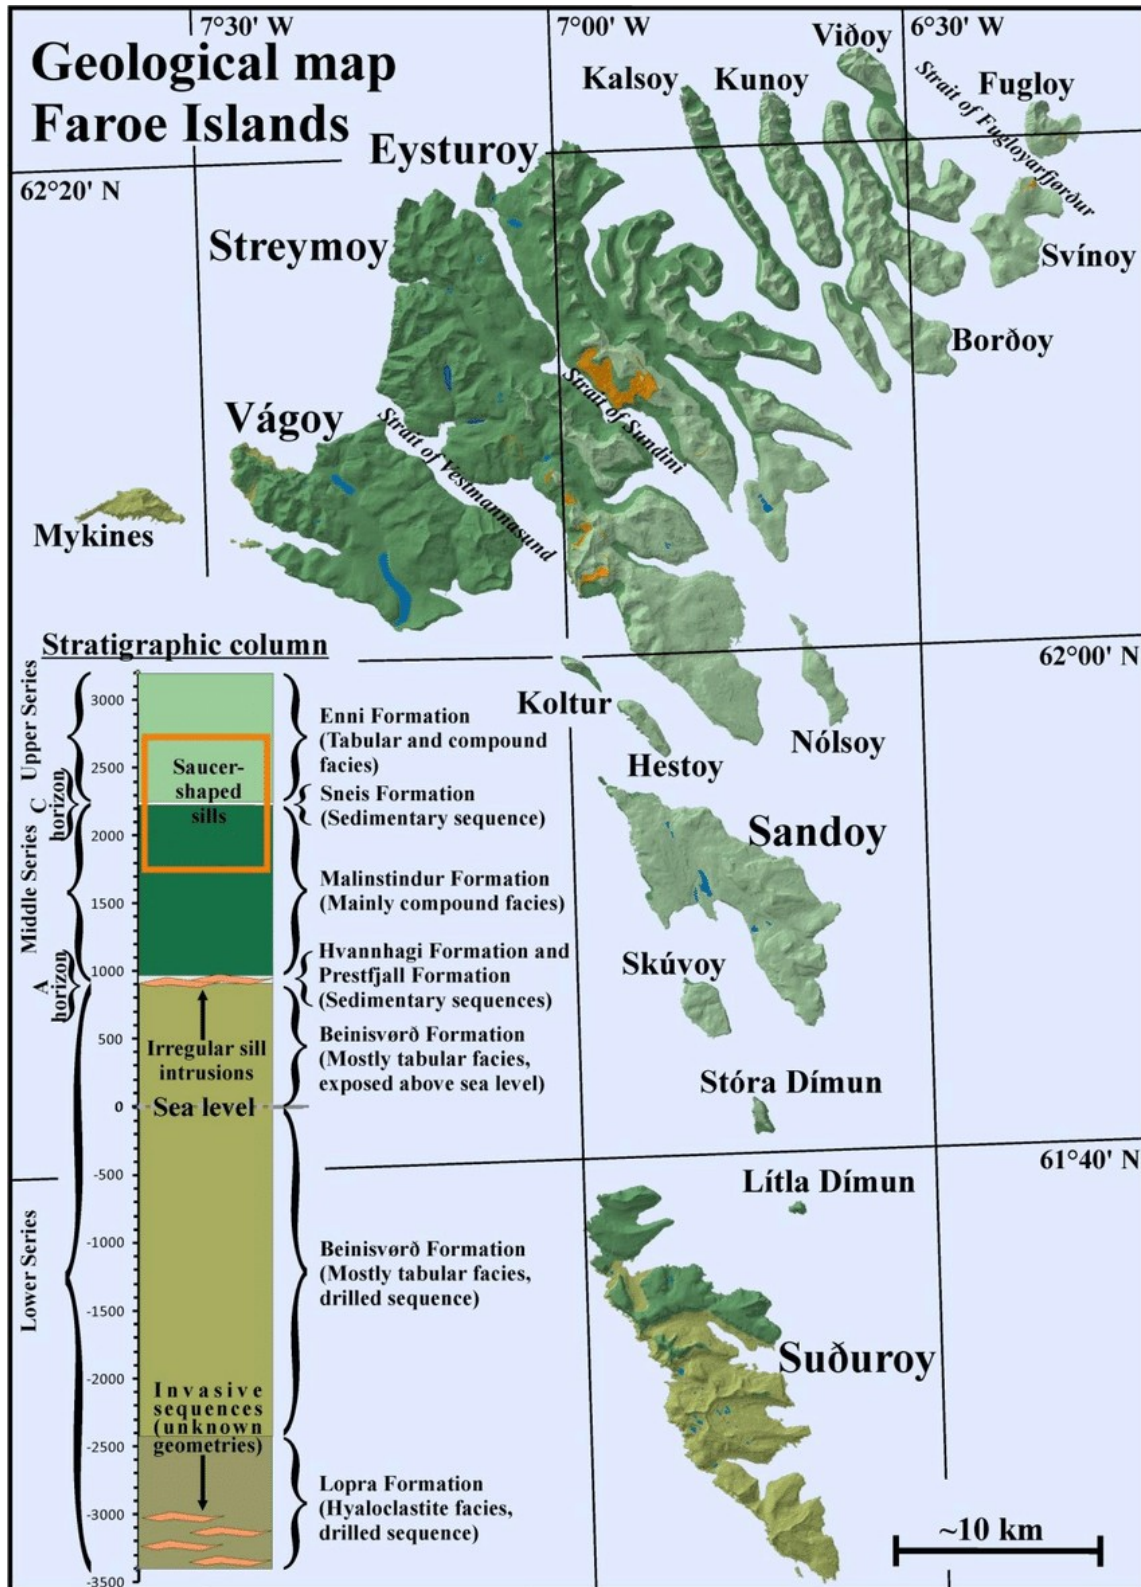 Geological map
Faroe Islands
7°30' W
7°00' W
6°30' W
62°20' N
Viðoy
Kalsoy
Kunoy
Fugloy
Strait of Fugloyarfjørður
Eysturoy
Streymoy
Svínoy
Borðoy
Vágoy
Strait of Sundini
Strait of Vestmannasund
Mykines
62°00' N
Koltur
Hestoy
Nólsoy
Sandoy
Skúvoy
Stóra Dímun
61°40' N
Lítla Dímun
Suðuroy
~10 km
Stratigraphic column
Upper Series
C
horizon
Middle Series
A
horizon
Lower Series
3000
2500
2000
1500
1000
500
0
-500
-1000
-1500
-2000
-2500
-3000
-3500
Saucer-
shaped
sills
Irregular sill
intrusions
Sea level
Invasive
sequences
(unknown
geometries)
Enni Formation
(Tabular and compound
facies)
Sneis Formation
(Sedimentary sequence)
Malinstindur Formation
(Mainly compound facies)
Hvannhagi Formation and
Prestfjall Formation
(Sedimentary sequences)
Beinisvørð Formation
(Mostly tabular facies,
exposed above sea level)
Beinisvørð Formation
(Mostly tabular facies,
drilled sequence)
Lopra Formation
(Hyaloclastite facies,
drilled sequence)